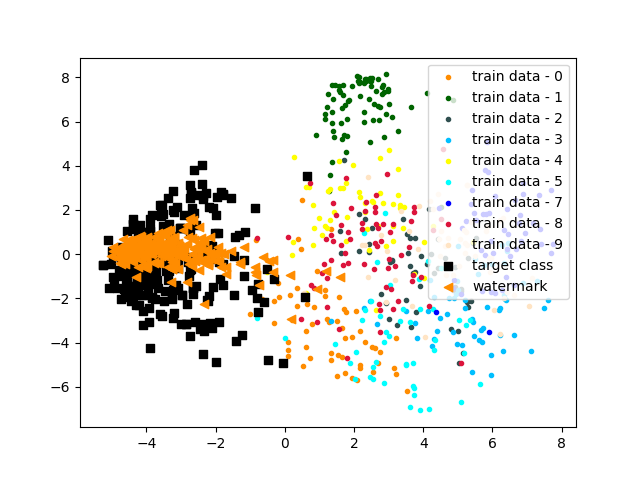 8
6
4
2
0
−2
−4
−6
−4
−2
0
2
4
6
8
train data - 0
train data - 1
train data - 2
train data - 3
train data - 4
train data - 5
train data - 7
train data - 8
train data - 9
target class
watermark